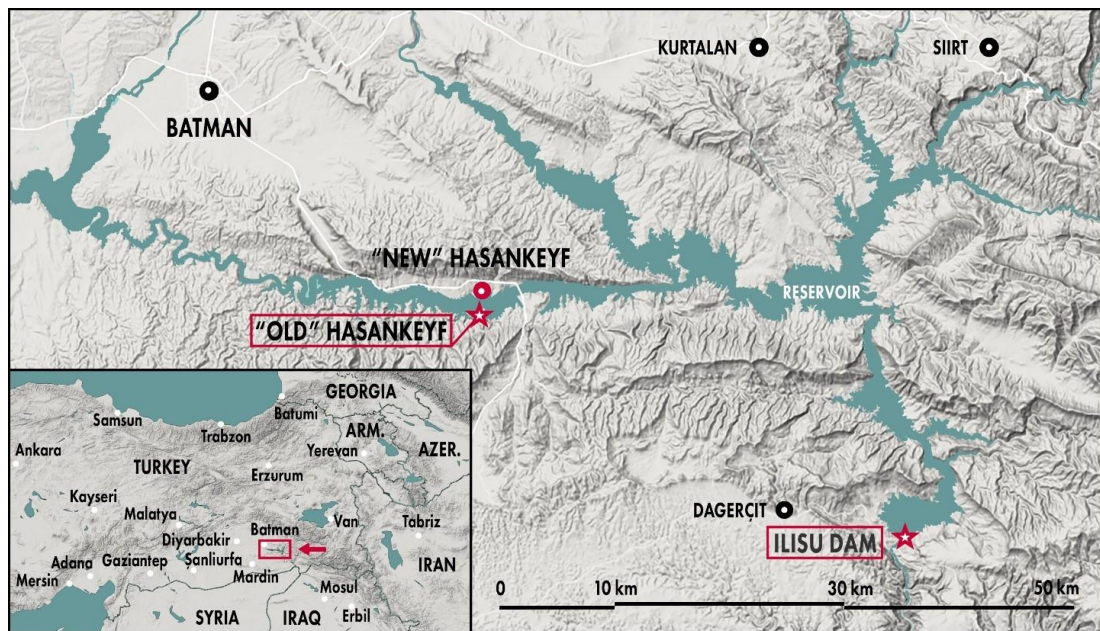 KURTALAN
SIIRT
BATMAN
"NEW" HASANKEYF
RESERVOIR
"OLD" HASANKEYF
DAGERÇIT
ILISU DAM
0 10 km 30 km 50 km
GEORGIA
Batumi
Samsun
Trabzon
ARM.
Yerevan
AZER.
Ankara
TURKEY
Erzurum
Kayseri
Malatya
Van
Tabriz
Batman
Diyarbakir
Şanliurfa
Gaziantep
Adana
Mardin
IRAN
Mersin
Mosul
SYRIA
IRAQ
Erbil